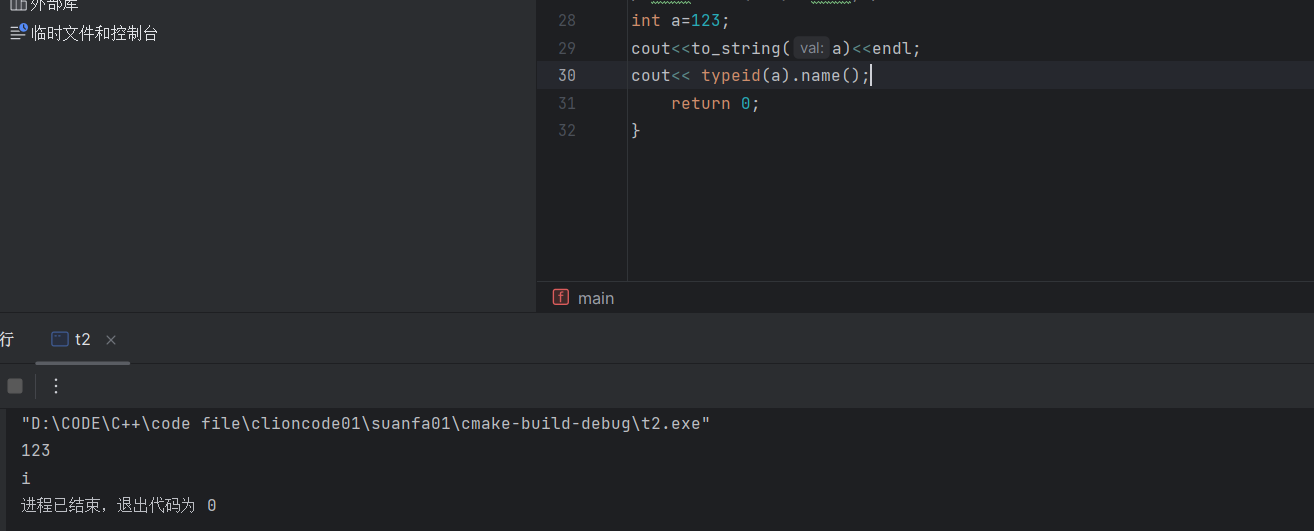 外部库
临时文件和控制台
28 int a=123;
29 cout<<to_string( val: a)<<endl;
30 cout<< typeid(a).name();
31 return 0;
32 }
main
行 t2
"D:\CODE\C++\code file\clioncode01\suanfa01\cmake-build-debug\t2.exe"
123
i
进程已结束，退出代码为 0